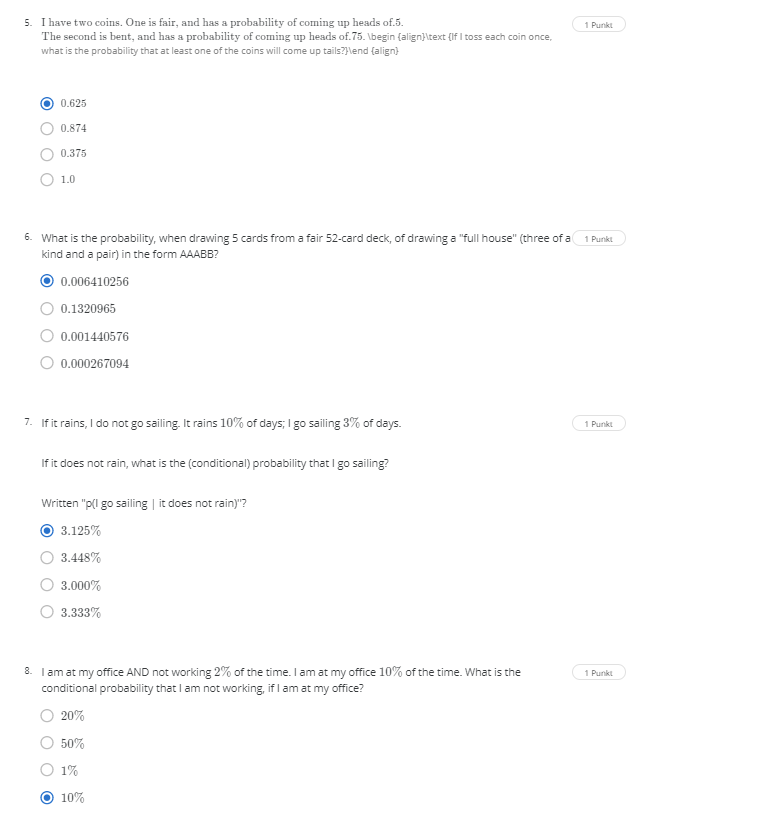 5. I have two coins. One is fair, and has a probability of coming up heads of.5. 1 Punkt
The second is bent, and has a probability of coming up heads of.75. \begin {align}\text {If I toss each coin once,
what is the probability that at least one of the coins will come up tails?}\end {align}
0.625
0.874
0.375
1.0
6. What is the probability, when drawing 5 cards from a fair 52-card deck, of drawing a "full house" (three of a 1 Punkt
kind and a pair) in the form AAABB?
0.006410256
0.1320965
0.001440576
0.000267094
7. If it rains, I do not go sailing. It rains 10% of days; I go sailing 3% of days. 1 Punkt
If it does not rain, what is the (conditional) probability that I go sailing?
Written "p(I go sailing | it does not rain)"?
3.125%
3.448%
3.000%
3.333%
8. I am at my office AND not working 2% of the time. I am at my office 10% of the time. What is the 1 Punkt
conditional probability that I am not working, if I am at my office?
20%
50%
1%
10%